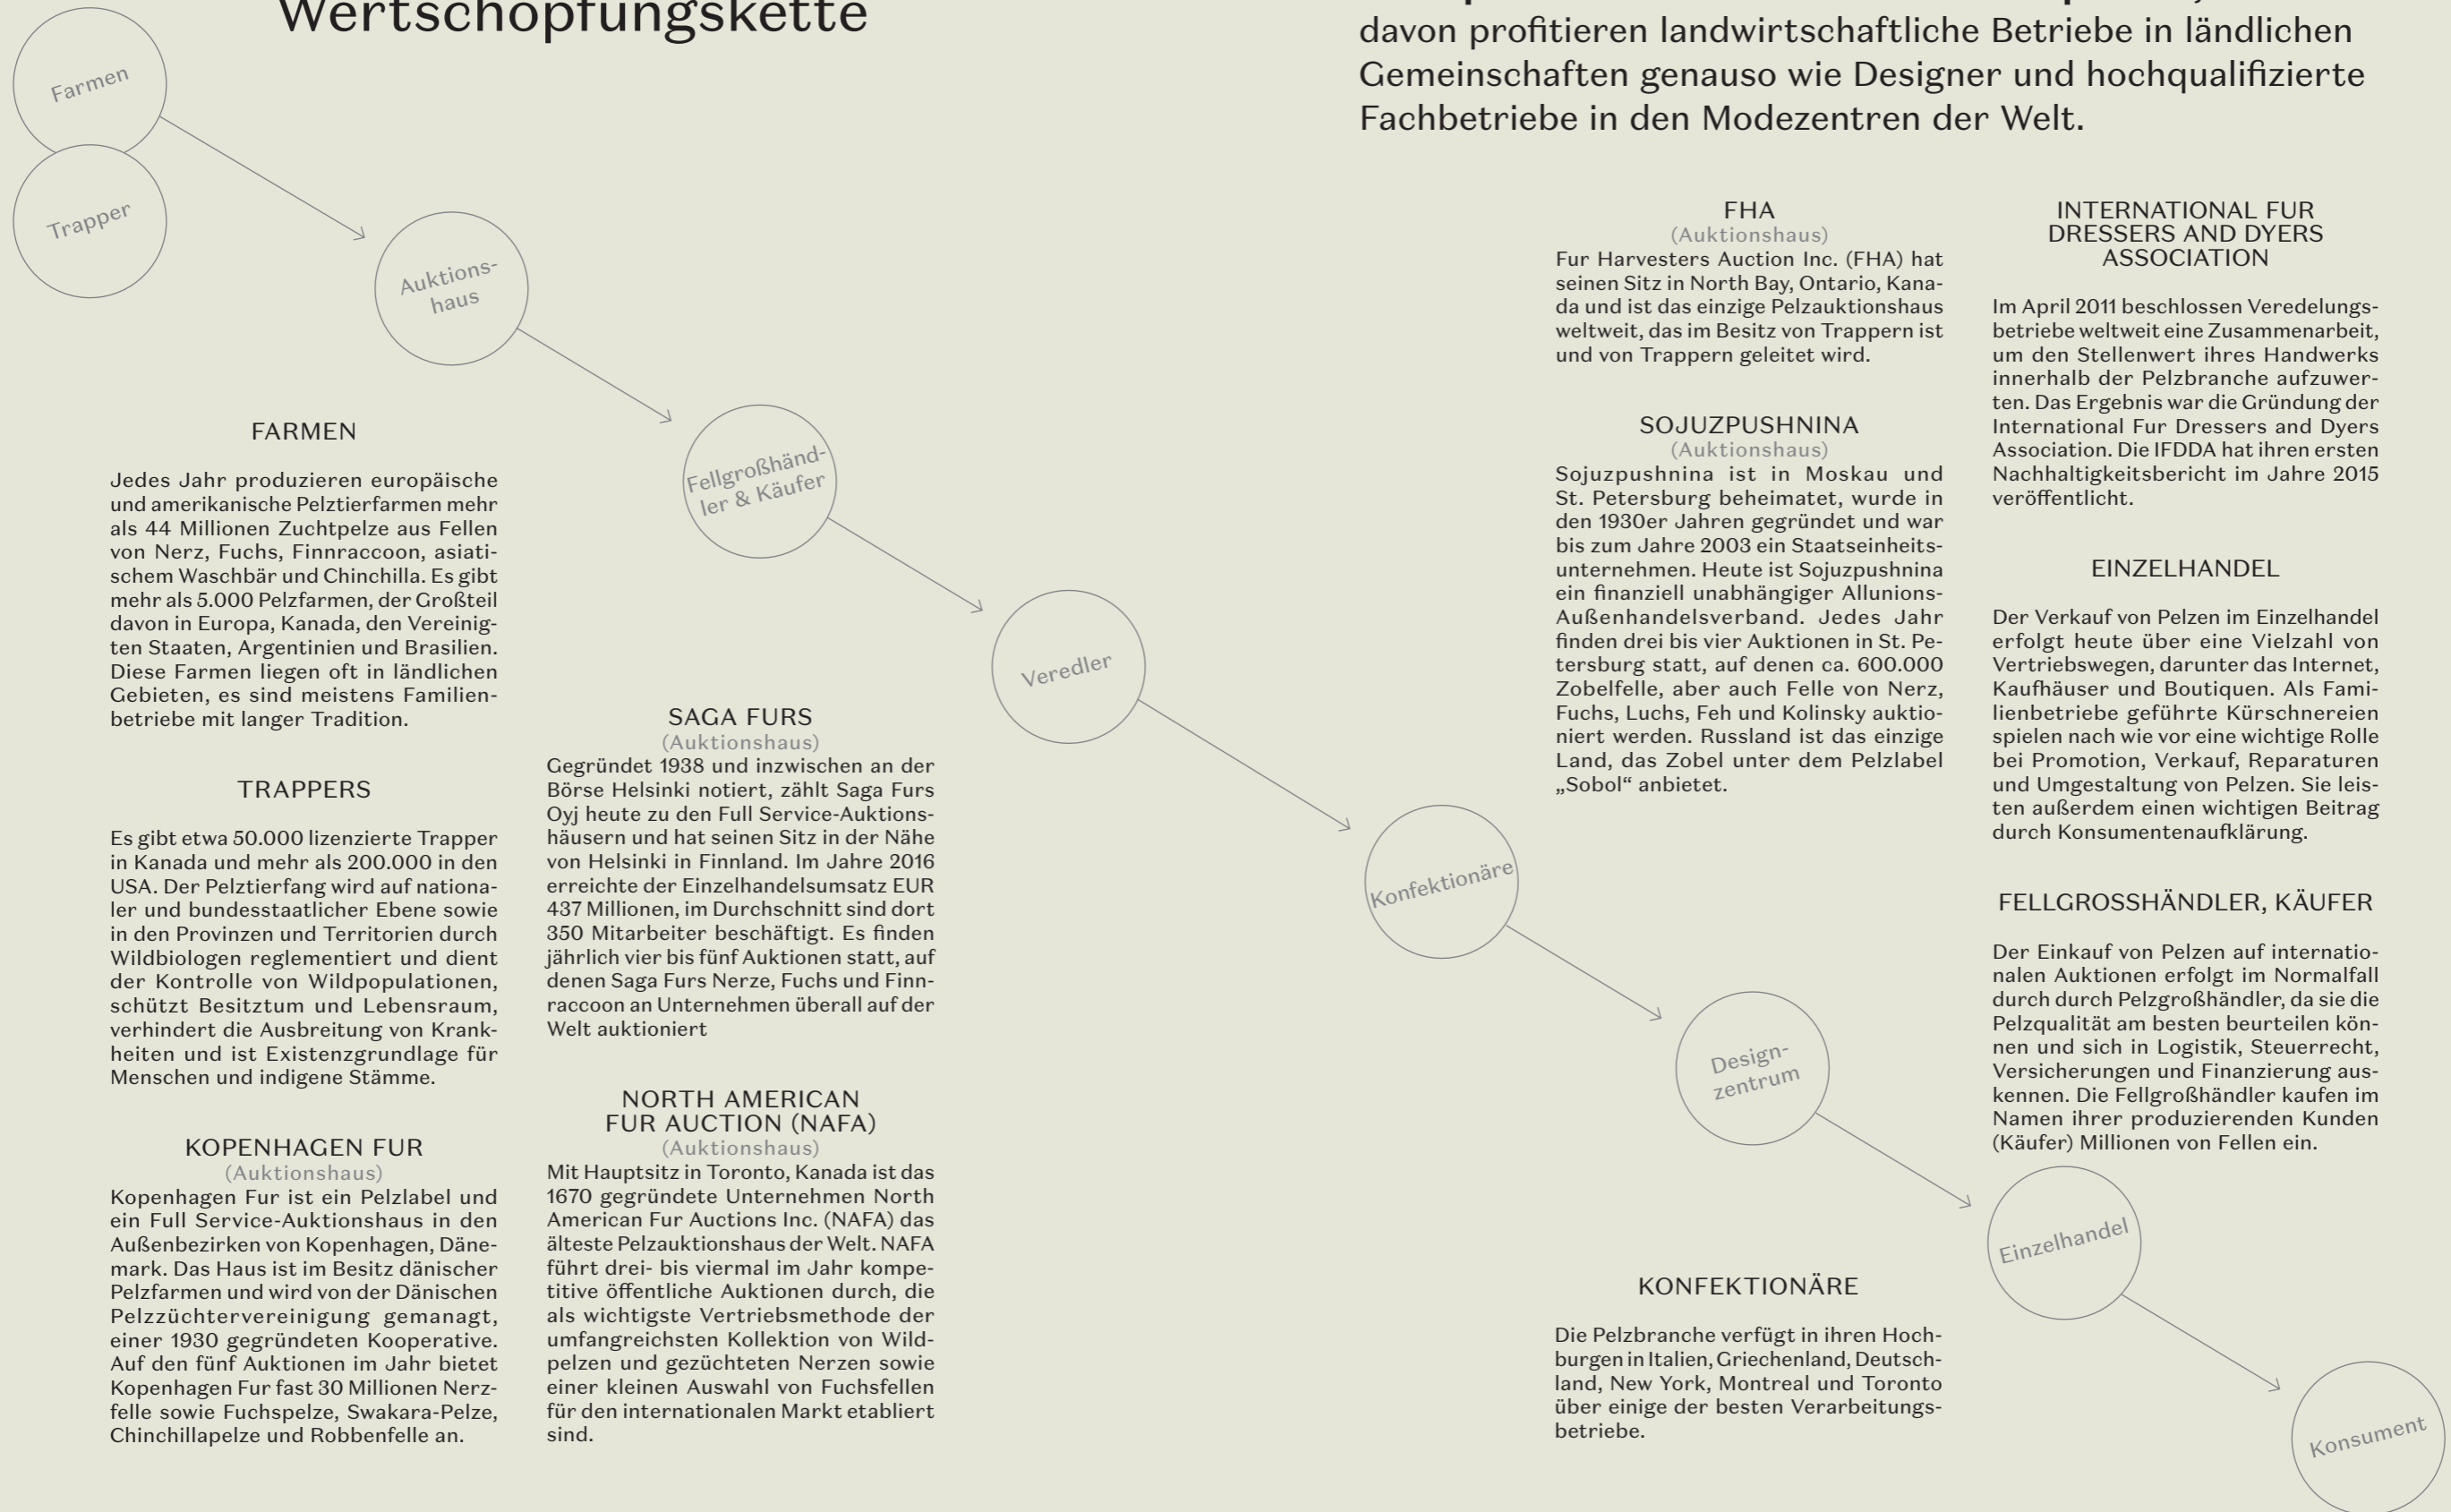 Wertschöpfungskette
davon profitieren landwirtschaftliche Betriebe in ländlichen
Gemeinschaften genauso wie Designer und hochqualifizierte
Fachbetriebe in den Modezentren der Welt.
Farmen
Trapper
Auktions-
haus
Fellgroßhänd-
ler & Käufer
Veredler
Konfektionäre
Design-
zentrum
Einzelhandel
Konsument
FARMEN
Jedes Jahr produzieren europäische
und amerikanische Pelztierfarmen mehr
als 44 Millionen Zuchtpelze aus Fellen
von Nerz, Fuchs, Finnraccoon, asiati-
schem Waschbär und Chinchilla. Es gibt
mehr als 5.000 Pelzfarmen, der Großteil
davon in Europa, Kanada, den Vereinig-
ten Staaten, Argentinien und Brasilien.
Diese Farmen liegen oft in ländlichen
Gebieten, es sind meistens Familien-
betriebe mit langer Tradition.
TRAPPERS
Es gibt etwa 50.000 lizenzierte Trapper
in Kanada und mehr als 200.000 in den
USA. Der Pelztierfang wird auf nationa-
ler und bundesstaatlicher Ebene sowie
in den Provinzen und Territorien durch
Wildbiologen reglementiert und dient
der Kontrolle von Wildpopulationen,
schützt Besitztum und Lebensraum,
verhindert die Ausbreitung von Krank-
heiten und ist Existenzgrundlage für
Menschen und indigene Stämme.
KOPENHAGEN FUR
(Auktionshaus)
Kopenhagen Fur ist ein Pelzlabel und
ein Full Service-Auktionshaus in den
Außenbezirken von Kopenhagen, Däne-
mark. Das Haus ist im Besitz dänischer
Pelzfarmen und wird von der Dänischen
Pelzzüchtervereinigung gemanagt,
einer 1930 gegründeten Kooperative.
Auf den fünf Auktionen im Jahr bietet
Kopenhagen Fur fast 30 Millionen Nerz-
felle sowie Fuchspelze, Swakara-Pelze,
Chinchillapelze und Robbenfelle an.
SAGA FURS
(Auktionshaus)
Gegründet 1938 und inzwischen an der
Börse Helsinki notiert, zählt Saga Furs
Oyj heute zu den Full Service-Auktions-
häusern und hat seinen Sitz in der Nähe
von Helsinki in Finnland. Im Jahre 2016
erreichte der Einzelhandelsumsatz EUR
437 Millionen, im Durchschnitt sind dort
350 Mitarbeiter beschäftigt. Es finden
jährlich vier bis fünf Auktionen statt, auf
denen Saga Furs Nerze, Fuchs und Finn-
raccoon an Unternehmen überall auf der
Welt auktioniert
NORTH AMERICAN
FUR AUCTION (NAFA)
(Auktionshaus)
Mit Hauptsitz in Toronto, Kanada ist das
1670 gegründete Unternehmen North
American Fur Auctions Inc. (NAFA) das
älteste Pelzauktionshaus der Welt. NAFA
führt drei- bis viermal im Jahr kompe-
titive öffentliche Auktionen durch, die
als wichtigste Vertriebsmethode der
umfangreichsten Kollektion von Wild-
pelzen und gezüchteten Nerzen sowie
einer kleinen Auswahl von Fuchsfellen
für den internationalen Markt etabliert
sind.
FHA
(Auktionshaus)
Fur Harvesters Auction Inc. (FHA) hat
seinen Sitz in North Bay, Ontario, Kana-
da und ist das einzige Pelzauktionshaus
weltweit, das im Besitz von Trappern ist
und von Trappern geleitet wird.
SOJUZPUSHNINA
(Auktionshaus)
Sojuzpushnina ist in Moskau und
St. Petersburg beheimatet, wurde in
den 1930er Jahren gegründet und war
bis zum Jahre 2003 ein Staatseinheits-
unternehmen. Heute ist Sojuzpushnina
ein finanziell unabhängiger Allunions-
Außenhandelsverband. Jedes Jahr
finden drei bis vier Auktionen in St. Pe-
tersburg statt, auf denen ca. 600.000
Zobelfelle, aber auch Felle von Nerz,
Fuchs, Luchs, Feh und Kolinsky auktio-
niert werden. Russland ist das einzige
Land, das Zobel unter dem Pelzlabel
„Sobol“ anbietet.
KONFEKTIONÄRE
Die Pelzbranche verfügt in ihren Hoch-
burgen in Italien, Griechenland, Deutsch-
land, New York, Montreal und Toronto
über einige der besten Verarbeitungs-
betriebe.
INTERNATIONAL FUR
DRESSERS AND DYERS
ASSOCIATION
Im April 2011 beschlossen Veredelungs-
betriebe weltweit eine Zusammenarbeit,
um den Stellenwert ihres Handwerks
innerhalb der Pelzbranche aufzuwer-
ten. Das Ergebnis war die Gründung der
International Fur Dressers and Dyers
Association. Die IFDDA hat ihren ersten
Nachhaltigkeitsbericht im Jahre 2015
veröffentlicht.
EINZELHANDEL
Der Verkauf von Pelzen im Einzelhandel
erfolgt heute über eine Vielzahl von
Vertriebswegen, darunter das Internet,
Kaufhäuser und Boutiquen. Als Fami-
lienbetriebe geführte Kürschnereien
spielen nach wie vor eine wichtige Rolle
bei Promotion, Verkauf, Reparaturen
und Umgestaltung von Pelzen. Sie leis-
ten außerdem einen wichtigen Beitrag
durch Konsumentenaufklärung.
FELLGROSSHÄNDLER, KÄUFER
Der Einkauf von Pelzen auf internatio-
nalen Auktionen erfolgt im Normalfall
durch durch Pelzgroßhändler, da sie die
Pelzqualität am besten beurteilen kön-
nen und sich in Logistik, Steuerrecht,
Versicherungen und Finanzierung aus-
kennen. Die Fellgroßhändler kaufen im
Namen ihrer produzierenden Kunden
(Käufer) Millionen von Fellen ein.